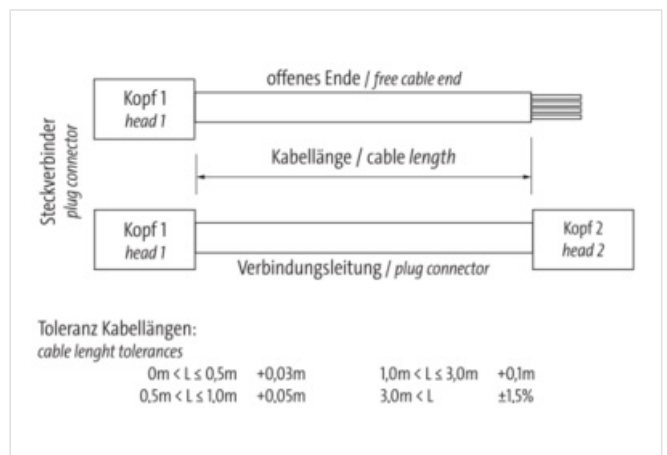 offenes Ende / free cable end
Kopf 1
head 1
Steckverbinder
plug connector
Kabellänge / cable length
Kopf 1
head 1
Kopf 2
head 2
Verbindungsleitung / plug connector
Toleranz Kabellängen:
cable lenght tolerances
0m < L ≤ 0,5m +0,03m 1,0m < L ≤ 3,0m +0,1m
0,5m < L ≤ 1,0m +0,05m 3,0m < L ±1,5%